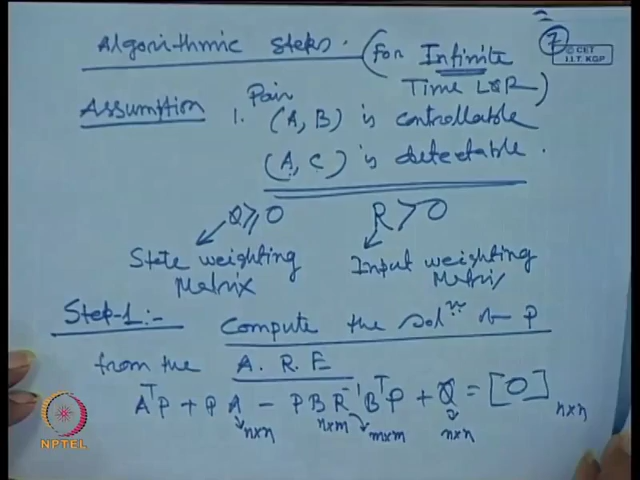 7
© CET
I.I.T. KGP
Algorithmic steps. (For Infinite
Time LQR)
Assumption 1. Pair (A, B) is controllable
(A, C) is detectable.
Q ≥ 0 R > 0
State weighting Matrix
Input weighting Matrix
Step-1:- Compute the solⁿ of P
from the A.R.E
AᵀP + PA − PBR⁻¹BᵀP + Q = [0] n×n
n×n n×m m×m n×n
NPTEL